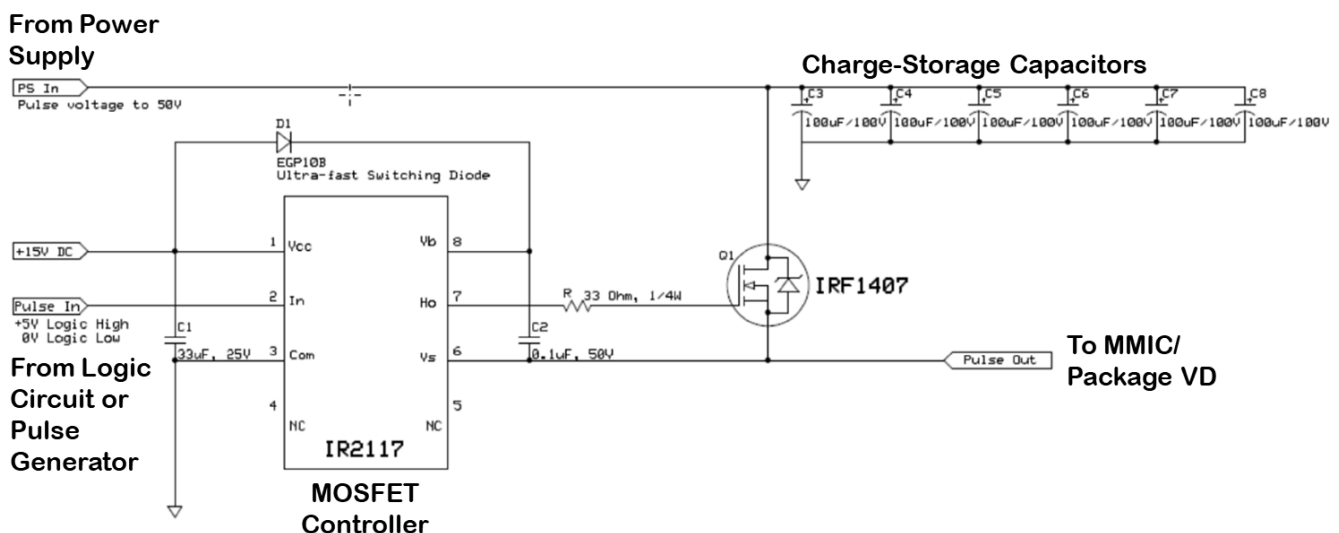 From Power
Supply
PS In
Pulse voltage to 50V
Charge-Storage Capacitors
C3
C4
C5
C6
C7
C8
100uF/100V
100uF/100V
100uF/100V
100uF/100V
100uF/100V
100uF/100V
D1
EGP10B
Ultra-fast Switching Diode
+15V DC
1
Vcc
Vb
8
Q1
IRF1407
Pulse In
2
In
Ho
7
R
33 Ohm, 1/4W
+5V Logic High
0V Logic Low
C1
33uF, 25V
3
Com
Vs
6
C2
0.1uF, 50V
Pulse Out
To MMIC/
Package VD
From Logic
Circuit or
Pulse
Generator
4
NC
NC
5
IR2117
MOSFET
Controller